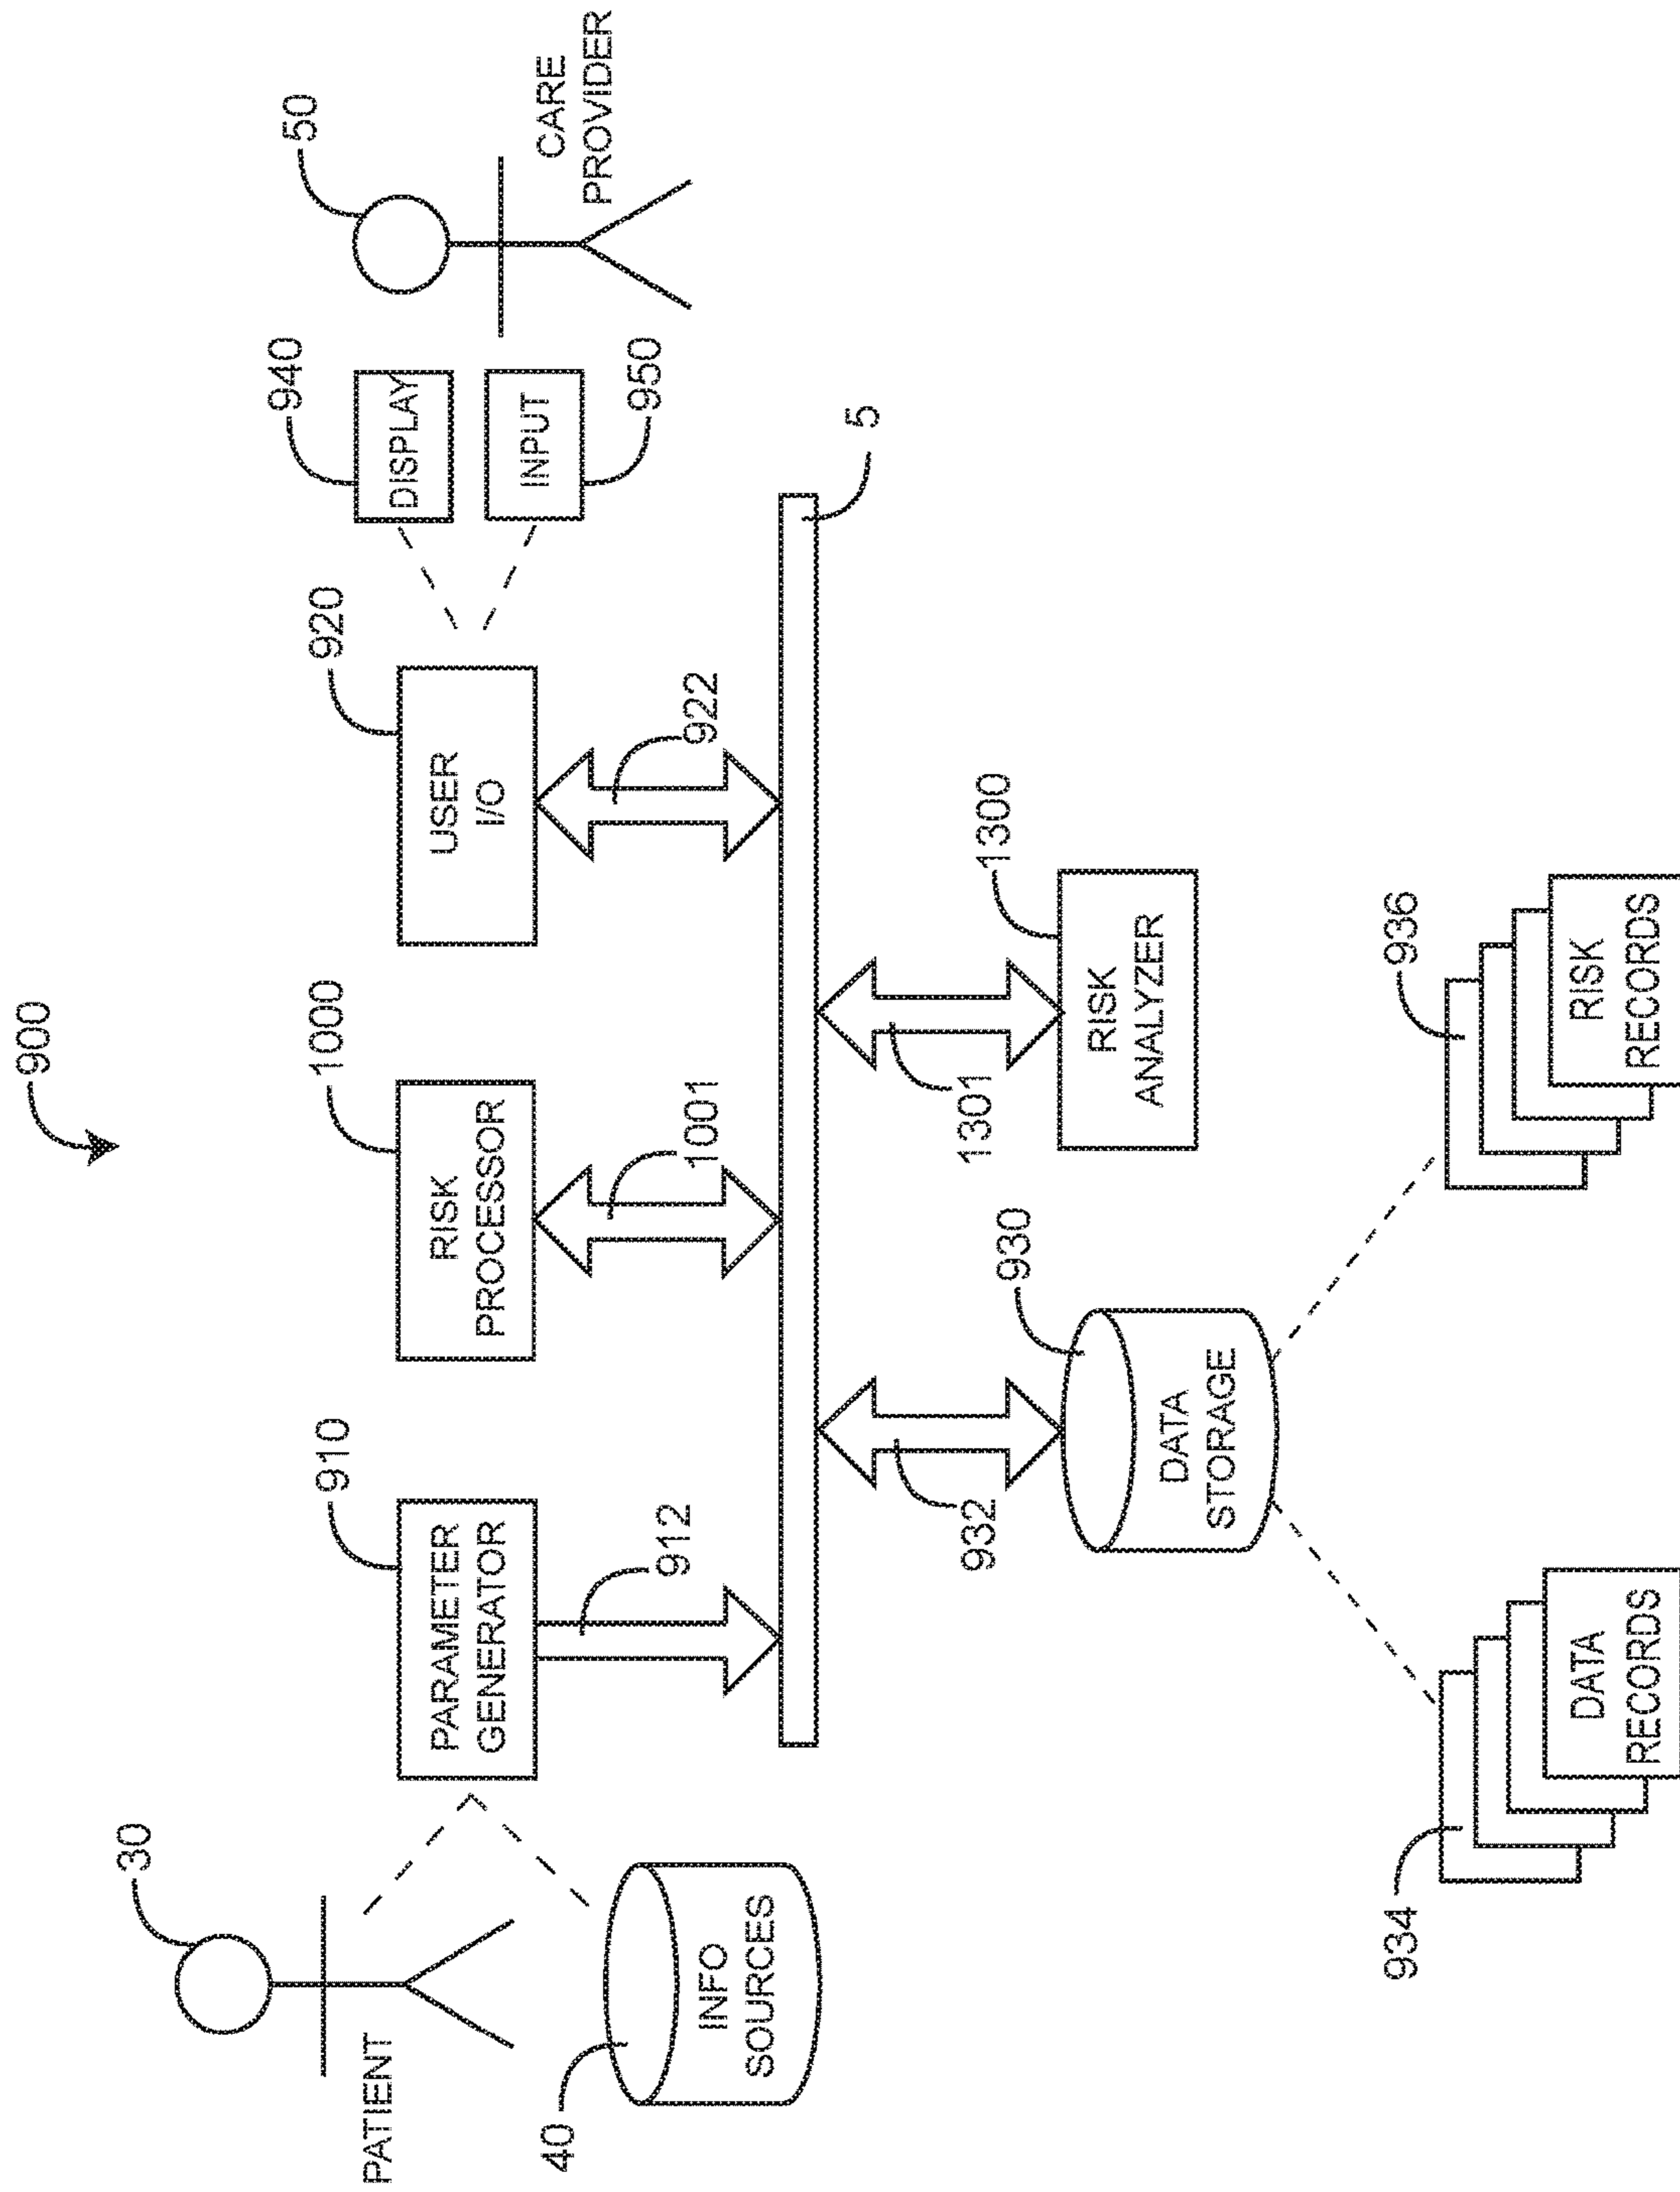 900
30
PATIENT
40
INFO
SOURCES
910
PARAMETER
GENERATOR
912
1000
RISK
PROCESSOR
1001
920
USER
I/O
922
940
DISPLAY
INPUT
950
50
CARE
PROVIDER
5
932
930
DATA
STORAGE
1301
1300
RISK
ANALYZER
934
DATA
RECORDS
936
RISK
RECORDS